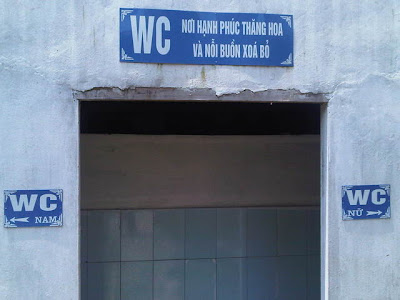 WC NƠI HẠNH PHÚC THĂNG HOA
VÀ NỖI BUỒN XOÁ BỎ
WC
NAM
WC
NỮ